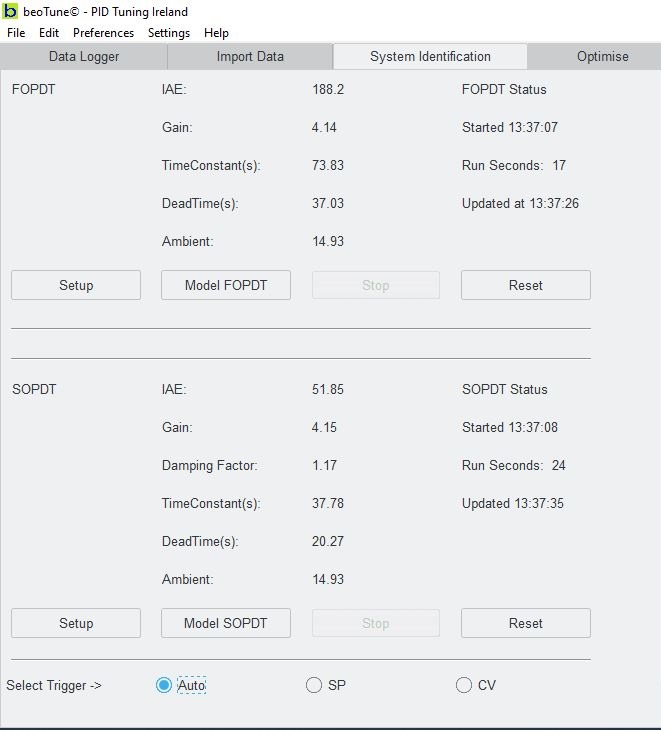 b beoTune© - PID Tuning Ireland
File Edit Preferences Settings Help
Data Logger Import Data System Identification Optimise
FOPDT IAE: 188.2 FOPDT Status
Gain: 4.14 Started 13:37:07
TimeConstant(s): 73.83 Run Seconds: 17
DeadTime(s): 37.03 Updated at 13:37:26
Ambient: 14.93
Setup Model FOPDT Stop Reset
SOPDT IAE: 51.85 SOPDT Status
Gain: 4.15 Started 13:37:08
Damping Factor: 1.17 Run Seconds: 24
TimeConstant(s): 37.78 Updated 13:37:35
DeadTime(s): 20.27
Ambient: 14.93
Setup Model SOPDT Stop Reset
Select Trigger -> Auto SP CV